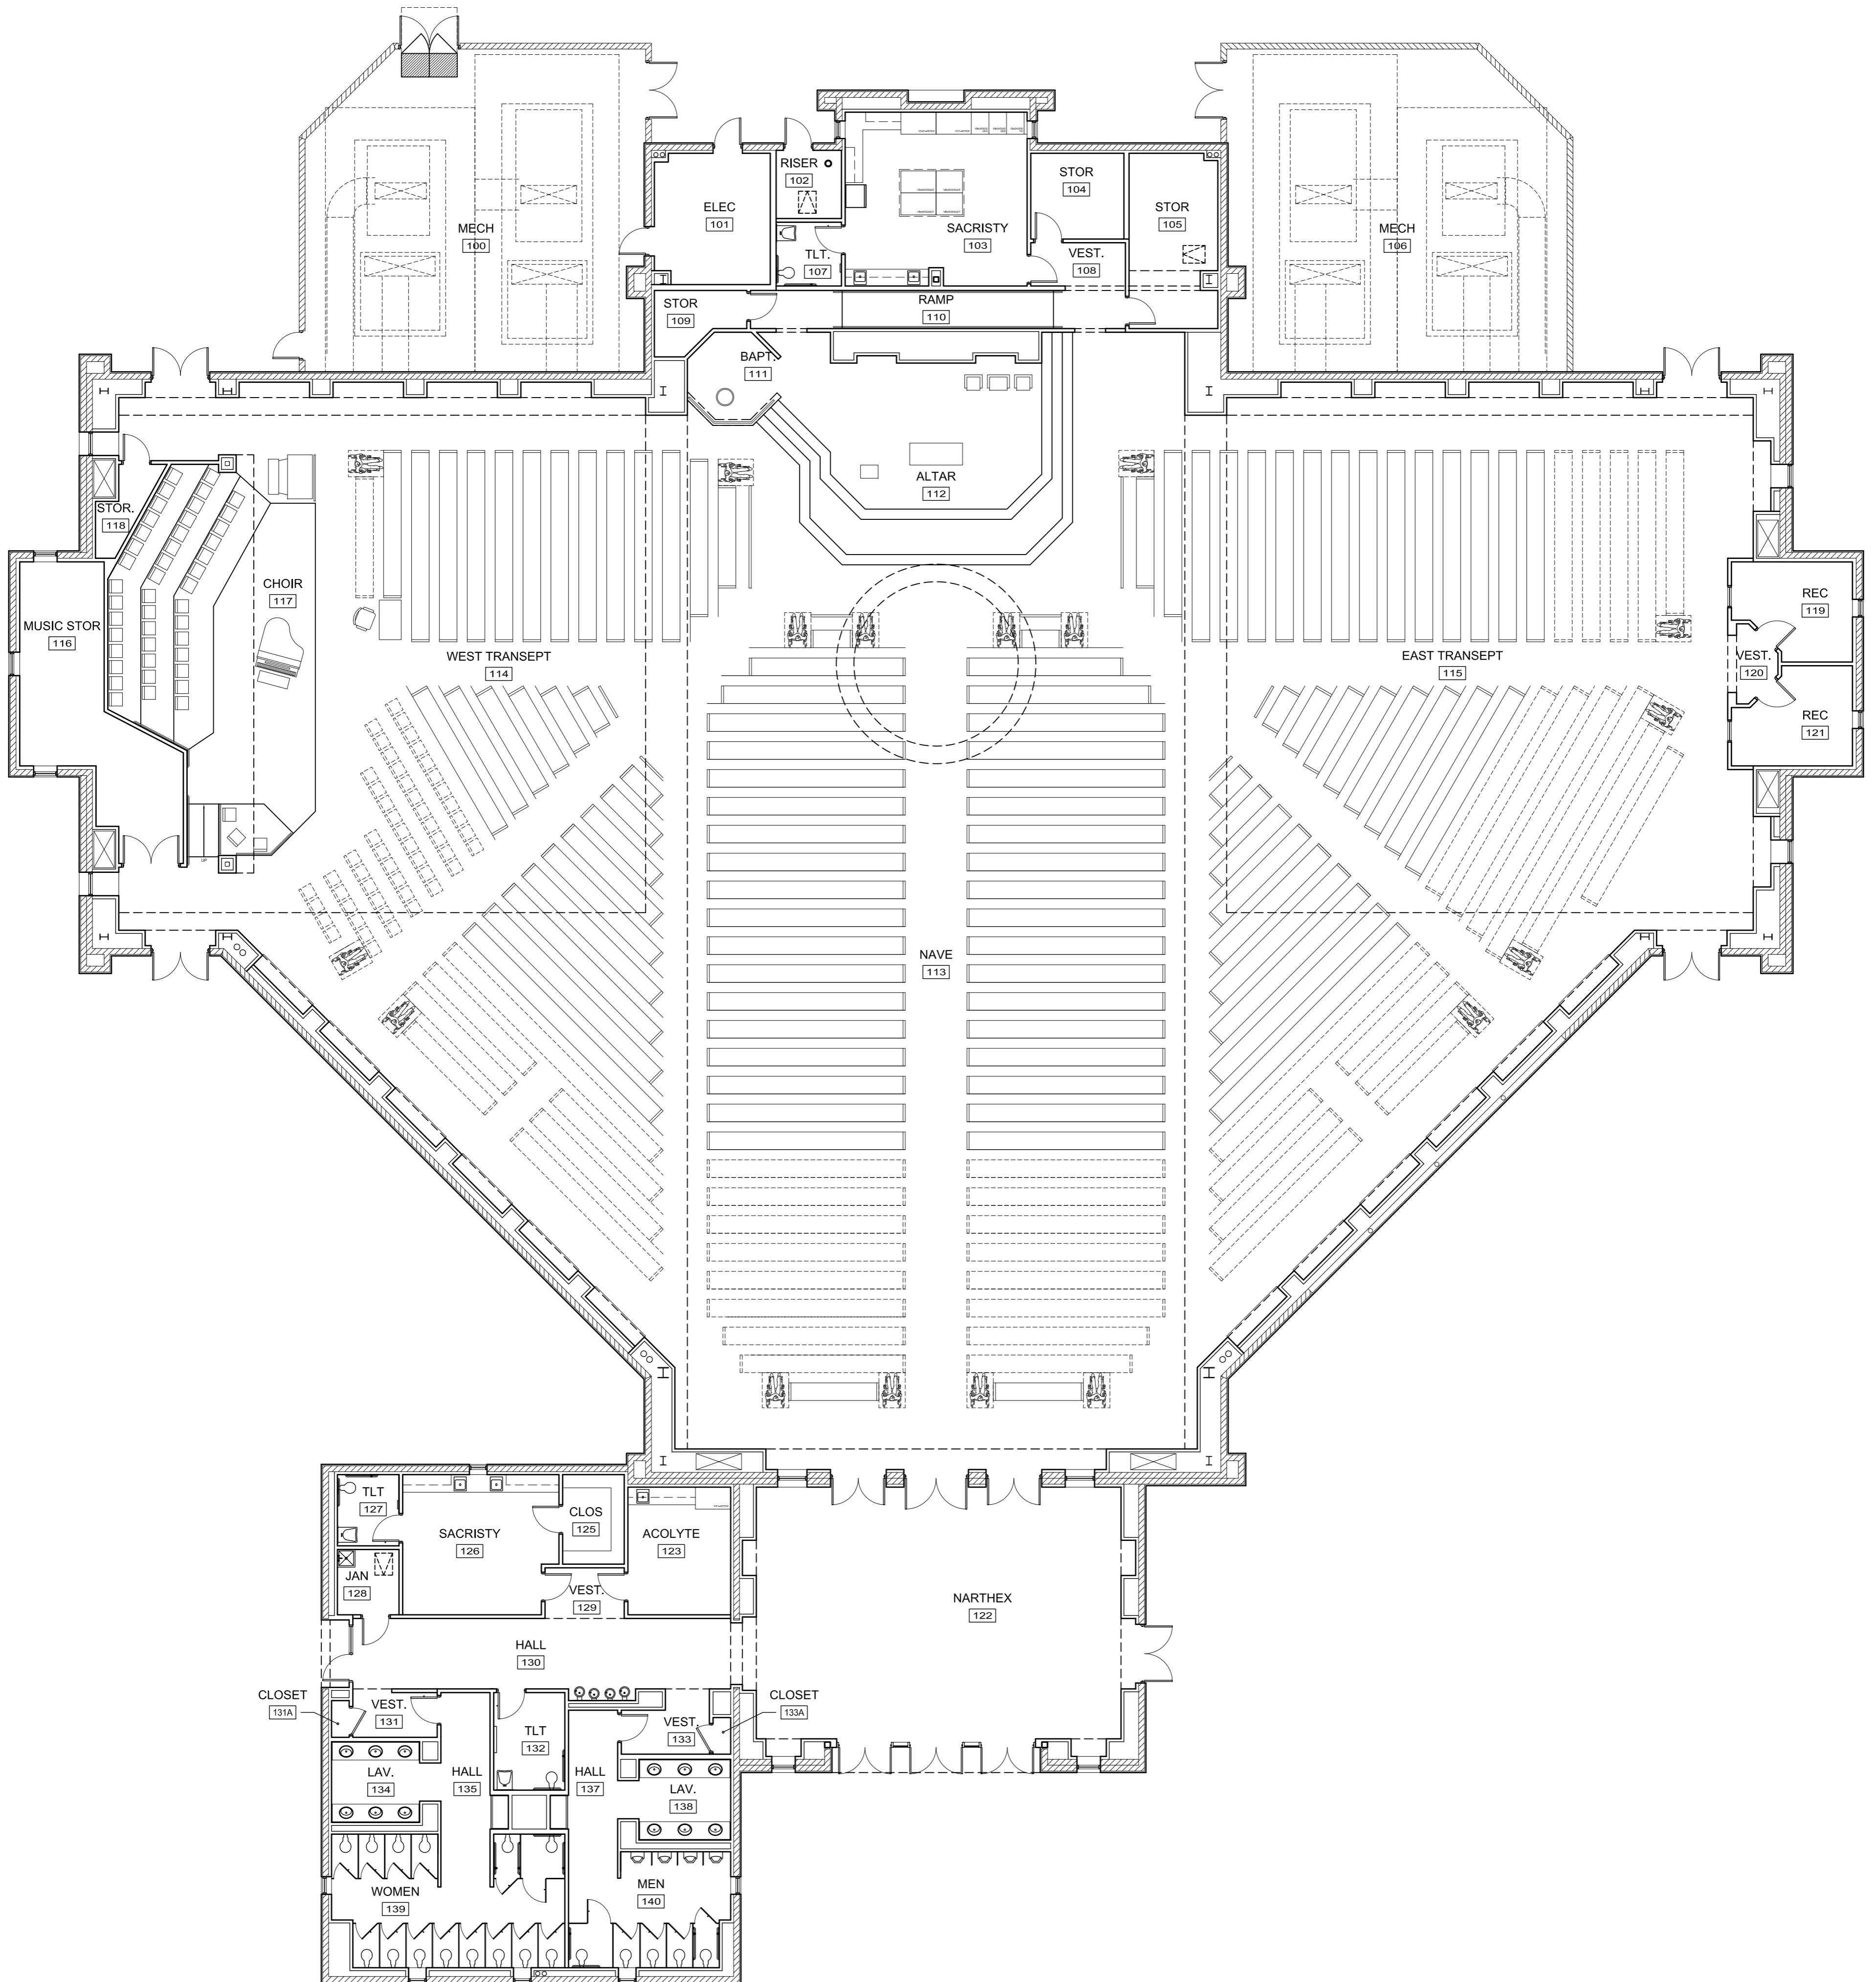 RISER
102
STOR
104
ELEC
101
STOR
105
MECH
100
SACRISTY
103
MECH
106
TLT.
107
VEST.
108
STOR
109
RAMP
110
BAPT.
111
ALTAR
112
STOR.
118
CHOIR
117
MUSIC STOR
116
REC
119
WEST TRANSEPT
114
EAST TRANSEPT
115
VEST.
120
REC
121
UP
NAVE
113
TLT
127
CLOS
125
SACRISTY
126
ACOLYTE
123
JAN
128
VEST.
129
NARTHEX
122
HALL
130
CLOSET
131A
VEST.
131
CLOSET
133A
TLT
132
VEST.
133
LAV.
134
HALL
135
HALL
137
LAV.
138
WOMEN
139
MEN
140